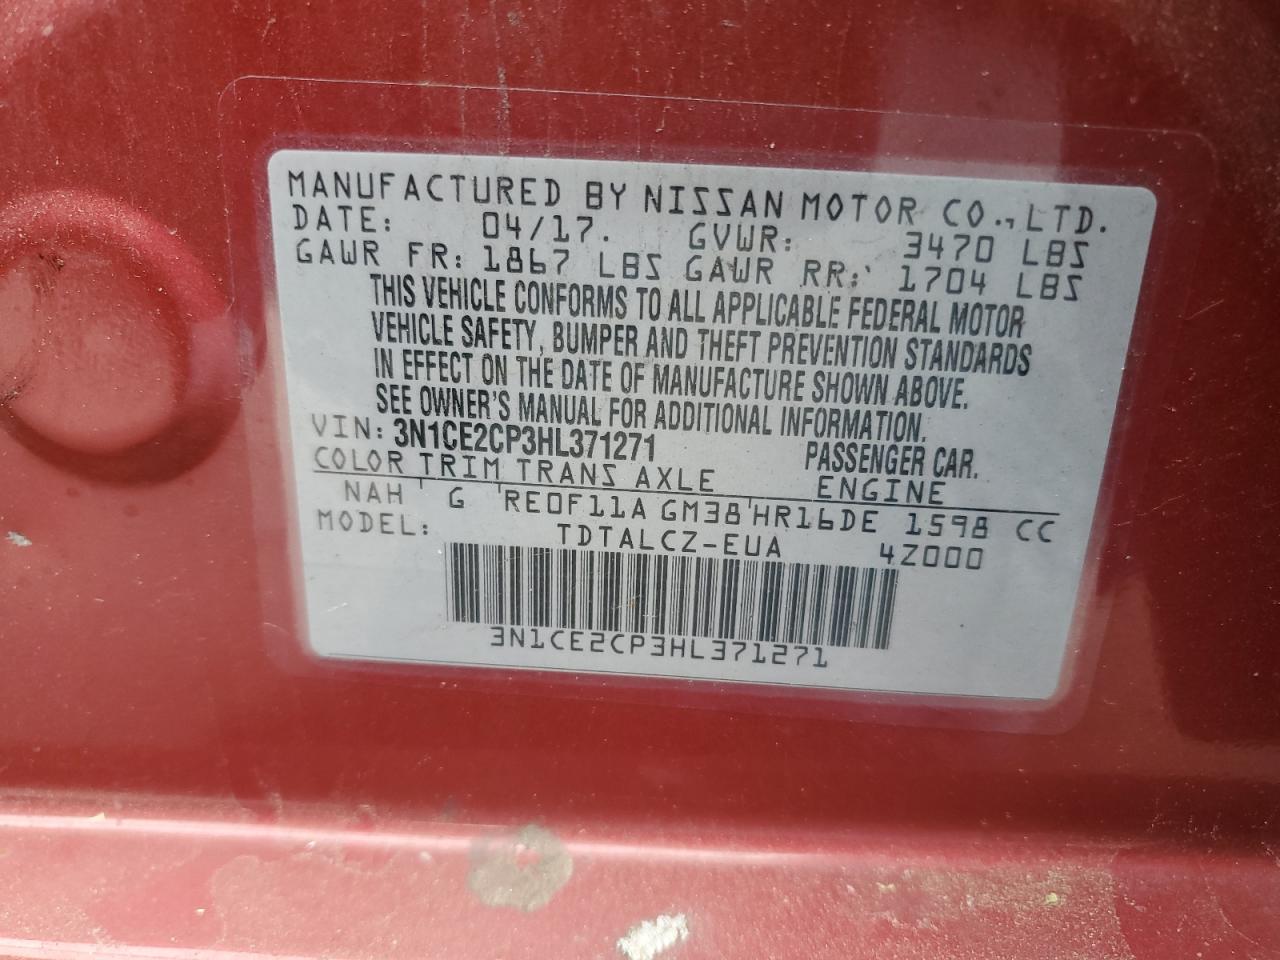 MANUFACTURED BY NISSAN MOTOR CO., LTD.
DATE: 04/17. GVWR: 3470 LBS
GAWR FR: 1867 LBS GAWR RR: 1704 LBS
THIS VEHICLE CONFORMS TO ALL APPLICABLE FEDERAL MOTOR
VEHICLE SAFETY, BUMPER AND THEFT PREVENTION STANDARDS
IN EFFECT ON THE DATE OF MANUFACTURE SHOWN ABOVE.
SEE OWNER'S MANUAL FOR ADDITIONAL INFORMATION.
VIN: 3N1CE2CP3HL371271 PASSENGER CAR.
COLOR TRIM TRANS AXLE ENGINE
NAH G RE0F11A GM38 HR16DE 1598 CC
MODEL: TDTALCZ-EUA 4Z000
3N1CE2CP3HL371271